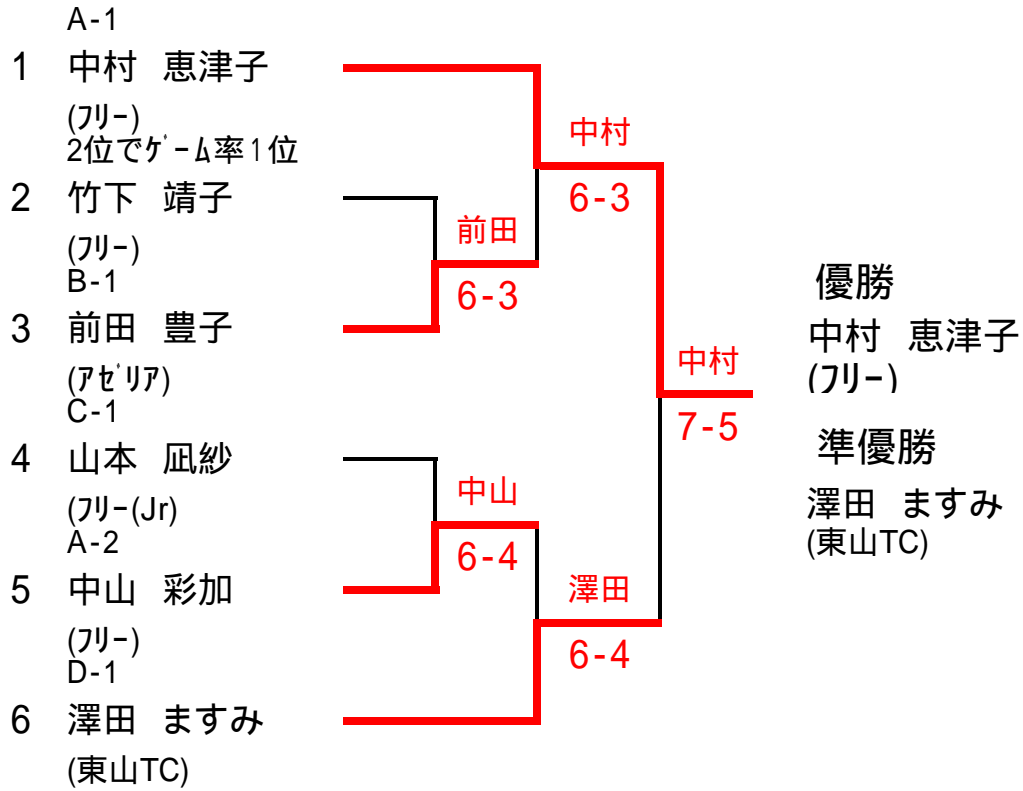 A-1
1 中村 恵津子
(フリー)
2位でゲーム率1位
2 竹下 靖子
(フリー)
B-1
3 前田 豊子
(アゼリア)
C-1
4 山本 凪紗
(フリー(Jr)
A-2
5 中山 彩加
(フリー)
D-1
6 澤田 ますみ
(東山TC)
前田
6-3
中山
6-4
中村
6-3
澤田
6-4
中村
7-5
優勝
中村 恵津子
(フリー)
準優勝
澤田 ますみ
(東山TC)